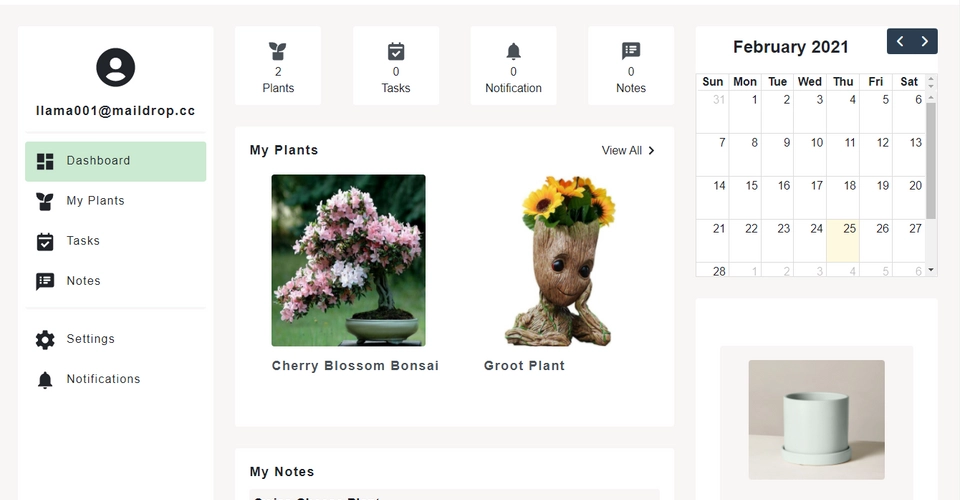 llama001@maildrop.cc
Dashboard
My Plants
Tasks
Notes
Settings
Notifications
2
Plants
0
Tasks
0
Notification
0
Notes
My Plants
View All
Cherry Blossom Bonsai
Groot Plant
My Notes
February 2021
Sun Mon Tue Wed Thu Fri Sat
31 1 2 3 4 5 6
7 8 9 10 11 12 13
14 15 16 17 18 19 20
21 22 23 24 25 26 27
28 1 2 3 4 5 6